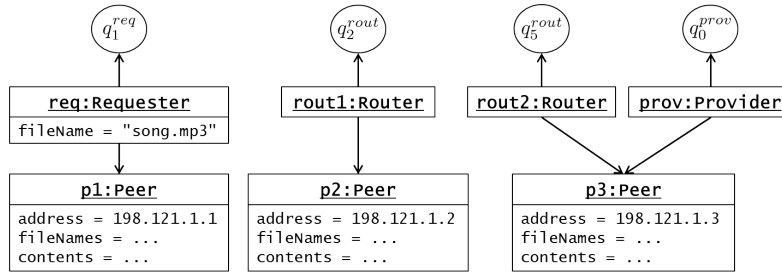 q_1^{req} q_2^{rout} q_5^{rout} q_0^{prov}
req:Requester rout1:Router rout2:Router prov:Provider
fileName = "song.mp3"
p1:Peer p2:Peer p3:Peer
address = 198.121.1.1 address = 198.121.1.2 address = 198.121.1.3
fileNames = ... fileNames = ... fileNames = ...
contents = ... contents = ... contents = ...